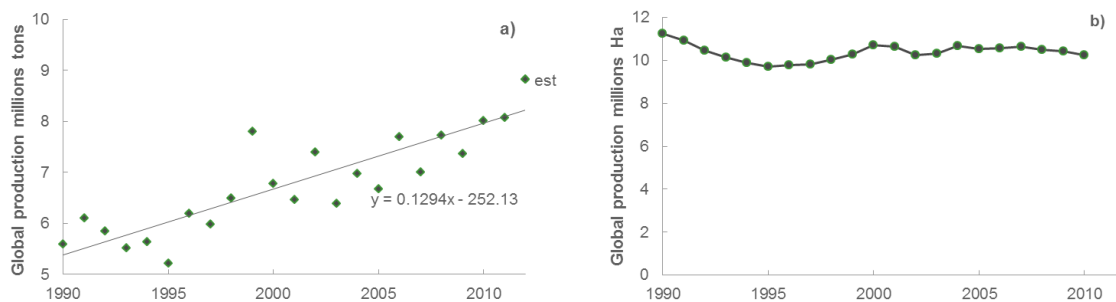 Global production millions tons
10
9
8
7
6
5
1990 1995 2000 2005 2010
a)
est
y = 0.1294x - 252.13
Global production millions Ha
12
10
8
6
4
2
0
1990 1995 2000 2005 2010
b)